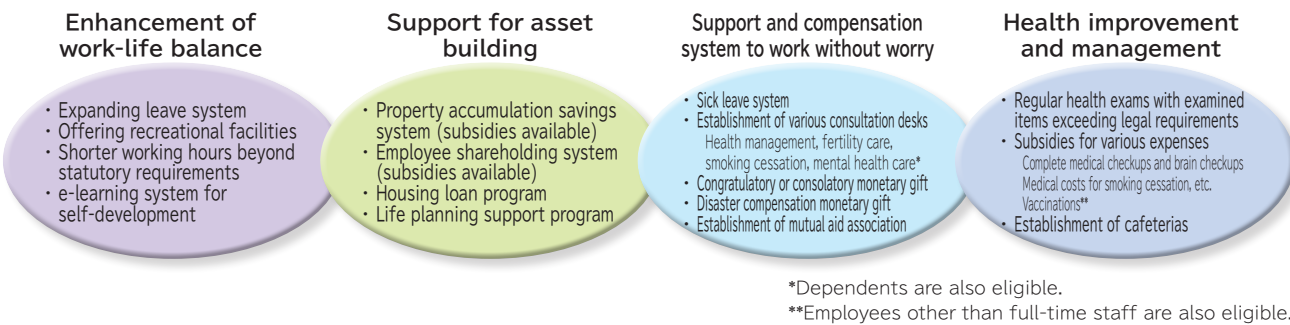 Enhancement of
work-life balance
・Expanding leave system
・Offering recreational facilities
・Shorter working hours beyond
statutory requirements
・e-learning system for
self-development
Support for asset
building
・Property accumulation savings
system (subsidies available)
・Employee shareholding system
(subsidies available)
・Housing loan program
・Life planning support program
Support and compensation
system to work without worry
・Sick leave system
・Establishment of various consultation desks
Health management, fertility care,
smoking cessation, mental health care*
・Congratulatory or consolatory monetary gift
・Disaster compensation monetary gift
・Establishment of mutual aid association
Health improvement
and management
・Regular health exams with examined
items exceeding legal requirements
・Subsidies for various expenses
Complete medical checkups and brain checkups
Medical costs for smoking cessation, etc.
Vaccinations**
・Establishment of cafeterias
*Dependents are also eligible.
**Employees other than full-time staff are also eligible.